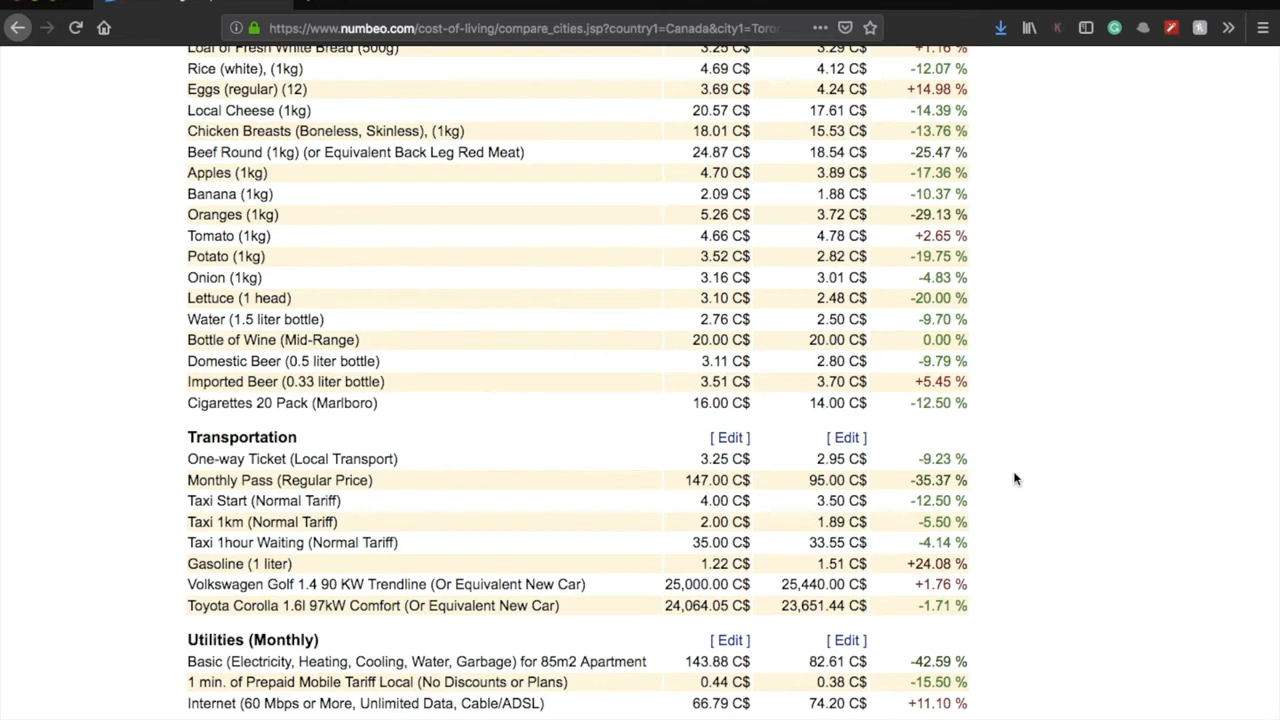 https://www.numbeo.com/cost-of-living/compare_cities.jsp?country1=Canada&city1=Toro
Loaf of Fresh White Bread (500g) 3.25 C$ 3.29 C$ +1.16 %
Rice (white), (1kg) 4.69 C$ 4.12 C$ -12.07 %
Eggs (regular) (12) 3.69 C$ 4.24 C$ +14.98 %
Local Cheese (1kg) 20.57 C$ 17.61 C$ -14.39 %
Chicken Breasts (Boneless, Skinless), (1kg) 18.01 C$ 15.53 C$ -13.76 %
Beef Round (1kg) (or Equivalent Back Leg Red Meat) 24.87 C$ 18.54 C$ -25.47 %
Apples (1kg) 4.70 C$ 3.89 C$ -17.36 %
Banana (1kg) 2.09 C$ 1.88 C$ -10.37 %
Oranges (1kg) 5.26 C$ 3.72 C$ -29.13 %
Tomato (1kg) 4.66 C$ 4.78 C$ +2.65 %
Potato (1kg) 3.52 C$ 2.82 C$ -19.75 %
Onion (1kg) 3.16 C$ 3.01 C$ -4.83 %
Lettuce (1 head) 3.10 C$ 2.48 C$ -20.00 %
Water (1.5 liter bottle) 2.76 C$ 2.50 C$ -9.70 %
Bottle of Wine (Mid-Range) 20.00 C$ 20.00 C$ 0.00 %
Domestic Beer (0.5 liter bottle) 3.11 C$ 2.80 C$ -9.79 %
Imported Beer (0.33 liter bottle) 3.51 C$ 3.70 C$ +5.45 %
Cigarettes 20 Pack (Marlboro) 16.00 C$ 14.00 C$ -12.50 %
Transportation [ Edit ] [ Edit ]
One-way Ticket (Local Transport) 3.25 C$ 2.95 C$ -9.23 %
Monthly Pass (Regular Price) 147.00 C$ 95.00 C$ -35.37 %
Taxi Start (Normal Tariff) 4.00 C$ 3.50 C$ -12.50 %
Taxi 1km (Normal Tariff) 2.00 C$ 1.89 C$ -5.50 %
Taxi 1hour Waiting (Normal Tariff) 35.00 C$ 33.55 C$ -4.14 %
Gasoline (1 liter) 1.22 C$ 1.51 C$ +24.08 %
Volkswagen Golf 1.4 90 KW Trendline (Or Equivalent New Car) 25,000.00 C$ 25,440.00 C$ +1.76 %
Toyota Corolla 1.6l 97kW Comfort (Or Equivalent New Car) 24,064.05 C$ 23,651.44 C$ -1.71 %
Utilities (Monthly) [ Edit ] [ Edit ]
Basic (Electricity, Heating, Cooling, Water, Garbage) for 85m2 Apartment 143.88 C$ 82.61 C$ -42.59 %
1 min. of Prepaid Mobile Tariff Local (No Discounts or Plans) 0.44 C$ 0.38 C$ -15.50 %
Internet (60 Mbps or More, Unlimited Data, Cable/ADSL) 66.79 C$ 74.20 C$ +11.10 %